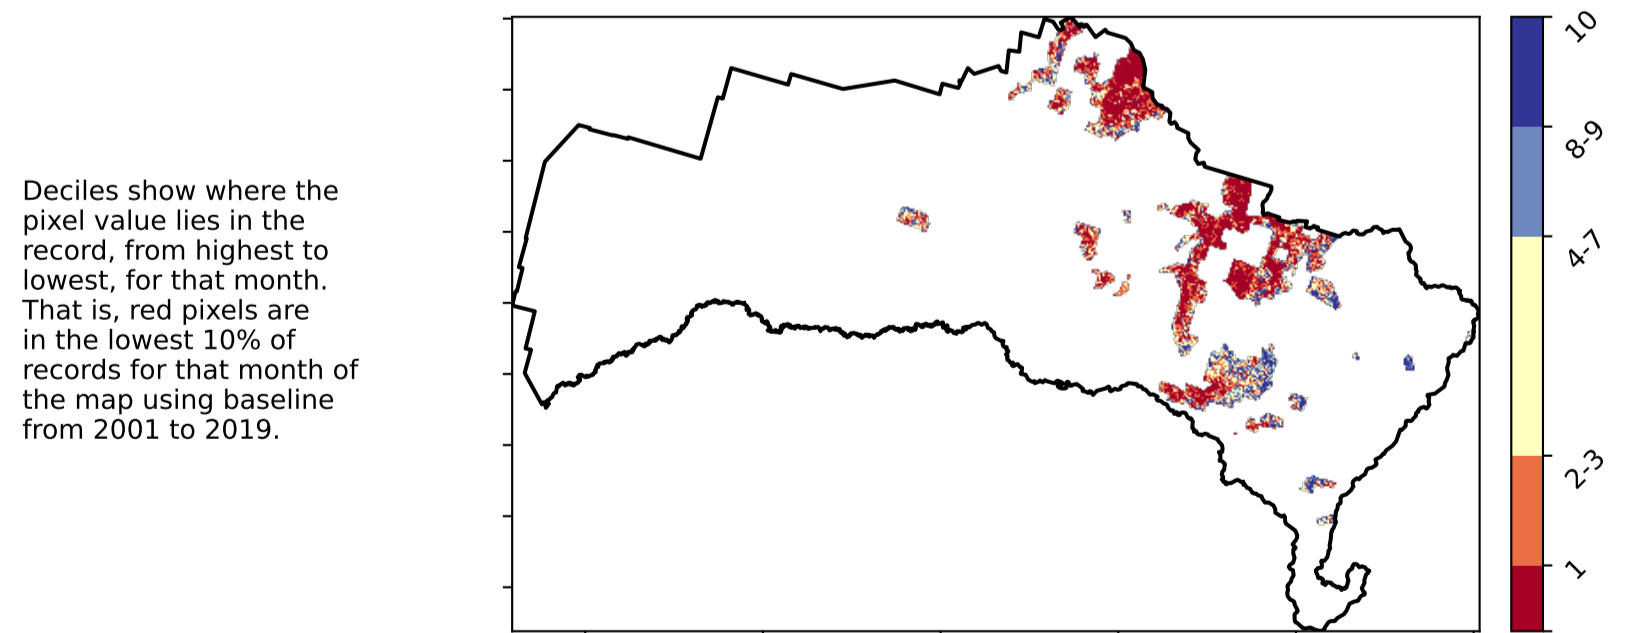 Deciles show where the
pixel value lies in the
record, from highest to
lowest, for that month.
That is, red pixels are
in the lowest 10% of
records for that month of
the map using baseline
from 2001 to 2019.
10
8-9
4-7
2-3
1